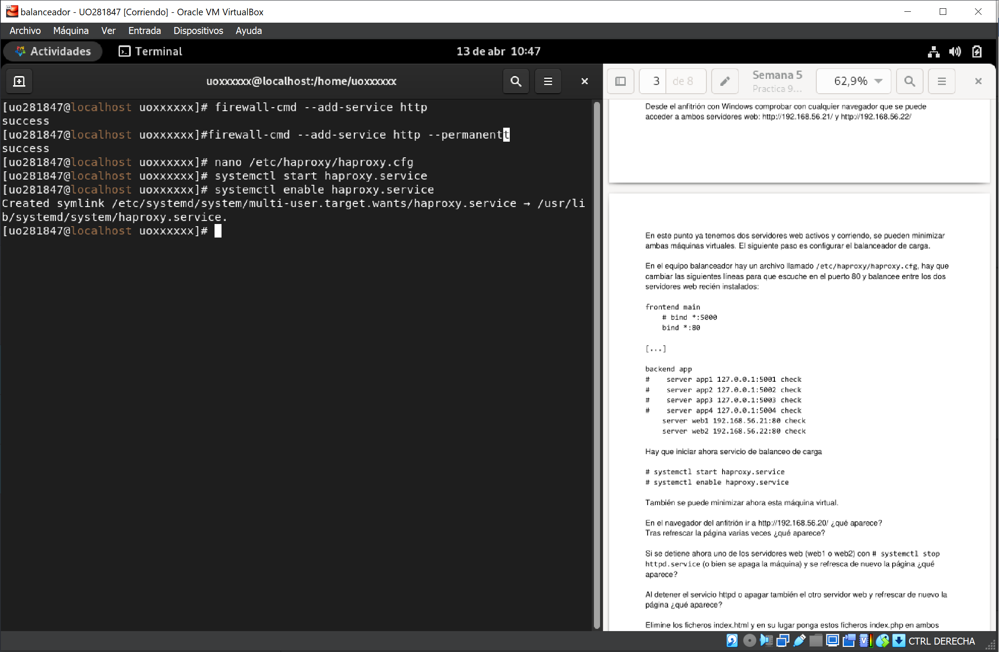 balanceador - UO281847 [Corriendo] - Oracle VM VirtualBox
Archivo Máquina Ver Entrada Dispositivos Ayuda
Actividades Terminal 13 de abr 10:47
uoxxxxxx@localhost:/home/uoxxxxxx
[uo281847@localhost uoxxxxxx]# firewall-cmd --add-service http
success
[uo281847@localhost uoxxxxxx]#firewall-cmd --add-service http --permanentt
success
[uo281847@localhost uoxxxxxx]# nano /etc/haproxy/haproxy.cfg
[uo281847@localhost uoxxxxxx]# systemctl start haproxy.service
[uo281847@localhost uoxxxxxx]# systemctl enable haproxy.service
Created symlink /etc/systemd/system/multi-user.target.wants/haproxy.service → /usr/li
b/systemd/system/haproxy.service.
[uo281847@localhost uoxxxxxx]#
3 de 8
Semana 5
Practica 9...
62,9%
Desde el anfitrión con Windows comprobar con cualquier navegador que se puede
acceder a ambos servidores web: http://192.168.56.21/ y http://192.168.56.22/
En este punto ya tenemos dos servidores web activos y corriendo, se pueden minimizar
ambas máquinas virtuales. El siguiente paso es configurar el balanceador de carga.
En el equipo balanceador hay un archivo llamado /etc/haproxy/haproxy.cfg, hay que
cambiar las siguientes líneas para que escuche en el puerto 80 y balancee entre los dos
servidores web recién instalados:
frontend main
# bind *:5000
bind *:80
[...]
backend app
# server app1 127.0.0.1:5001 check
# server app2 127.0.0.1:5002 check
# server app3 127.0.0.1:5003 check
# server app4 127.0.0.1:5004 check
server web1 192.168.56.21:80 check
server web2 192.168.56.22:80 check
Hay que iniciar ahora servicio de balanceo de carga
# systemctl start haproxy.service
# systemctl enable haproxy.service
También se puede minimizar ahora esta máquina virtual.
En el navegador del anfitrión ir a http://192.168.56.20/ ¿qué aparece?
Tras refrescar la página varias veces ¿qué aparece?
Si se detiene ahora uno de los servidores web (web1 o web2) con # systemctl stop
httpd.service (o bien se apaga la máquina) y se refresca de nuevo la página ¿qué
aparece?
Al detener el servicio httpd o apagar también el otro servidor web y refrescar de nuevo la
página ¿qué aparece?
Elimine los ficheros index.html y en su lugar ponga estos ficheros index.php en ambos
CTRL DERECHA